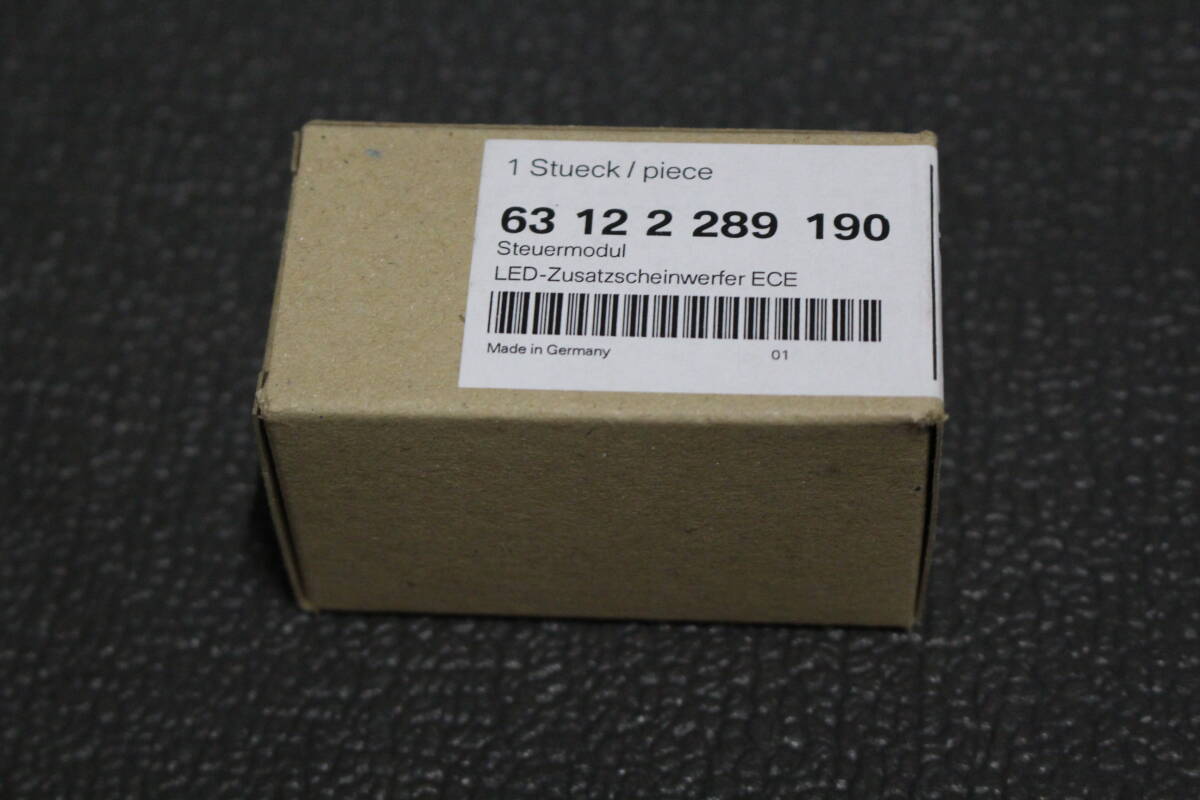 1 Stueck / piece
63 12 2 289 190
Steuermodul
LED-Zusatzscheinwerfer ECE
Made in Germany 01